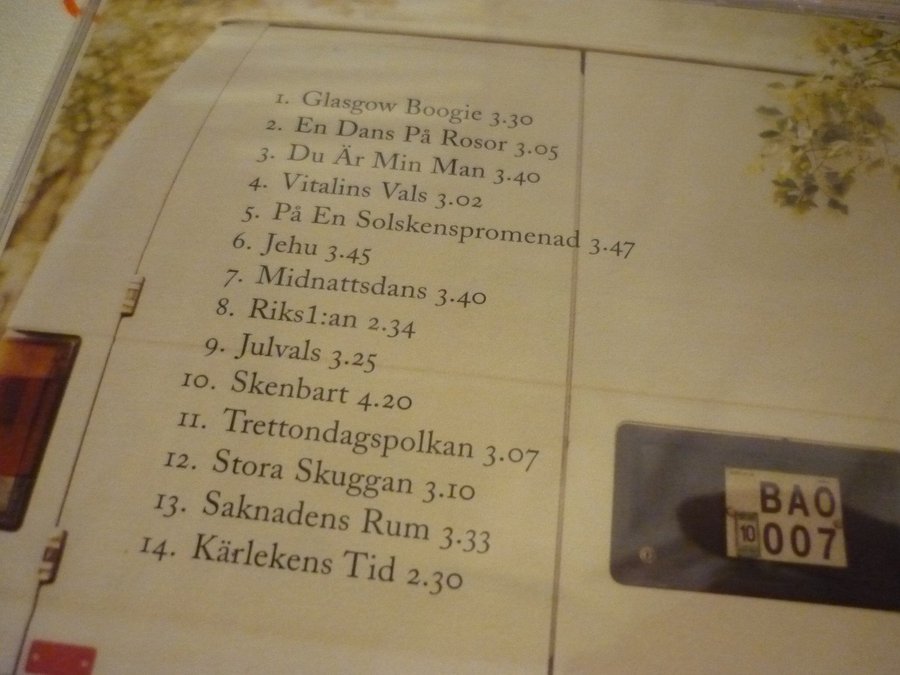 1. Glasgow Boogie 3.30
2. En Dans På Rosor 3.05
3. Du Är Min Man 3.40
4. Vitalins Vals 3.02
5. På En Solskenspromenad 3.47
6. Jehu 3.45
7. Midnattsdans 3.40
8. Riks1:an 2.34
9. Julvals 3.25
10. Skenbart 4.20
11. Trettondagspolkan 3.07
12. Stora Skuggan 3.10
13. Saknadens Rum 3.33
14. Kärlekens Tid 2.30
BAO
10 007